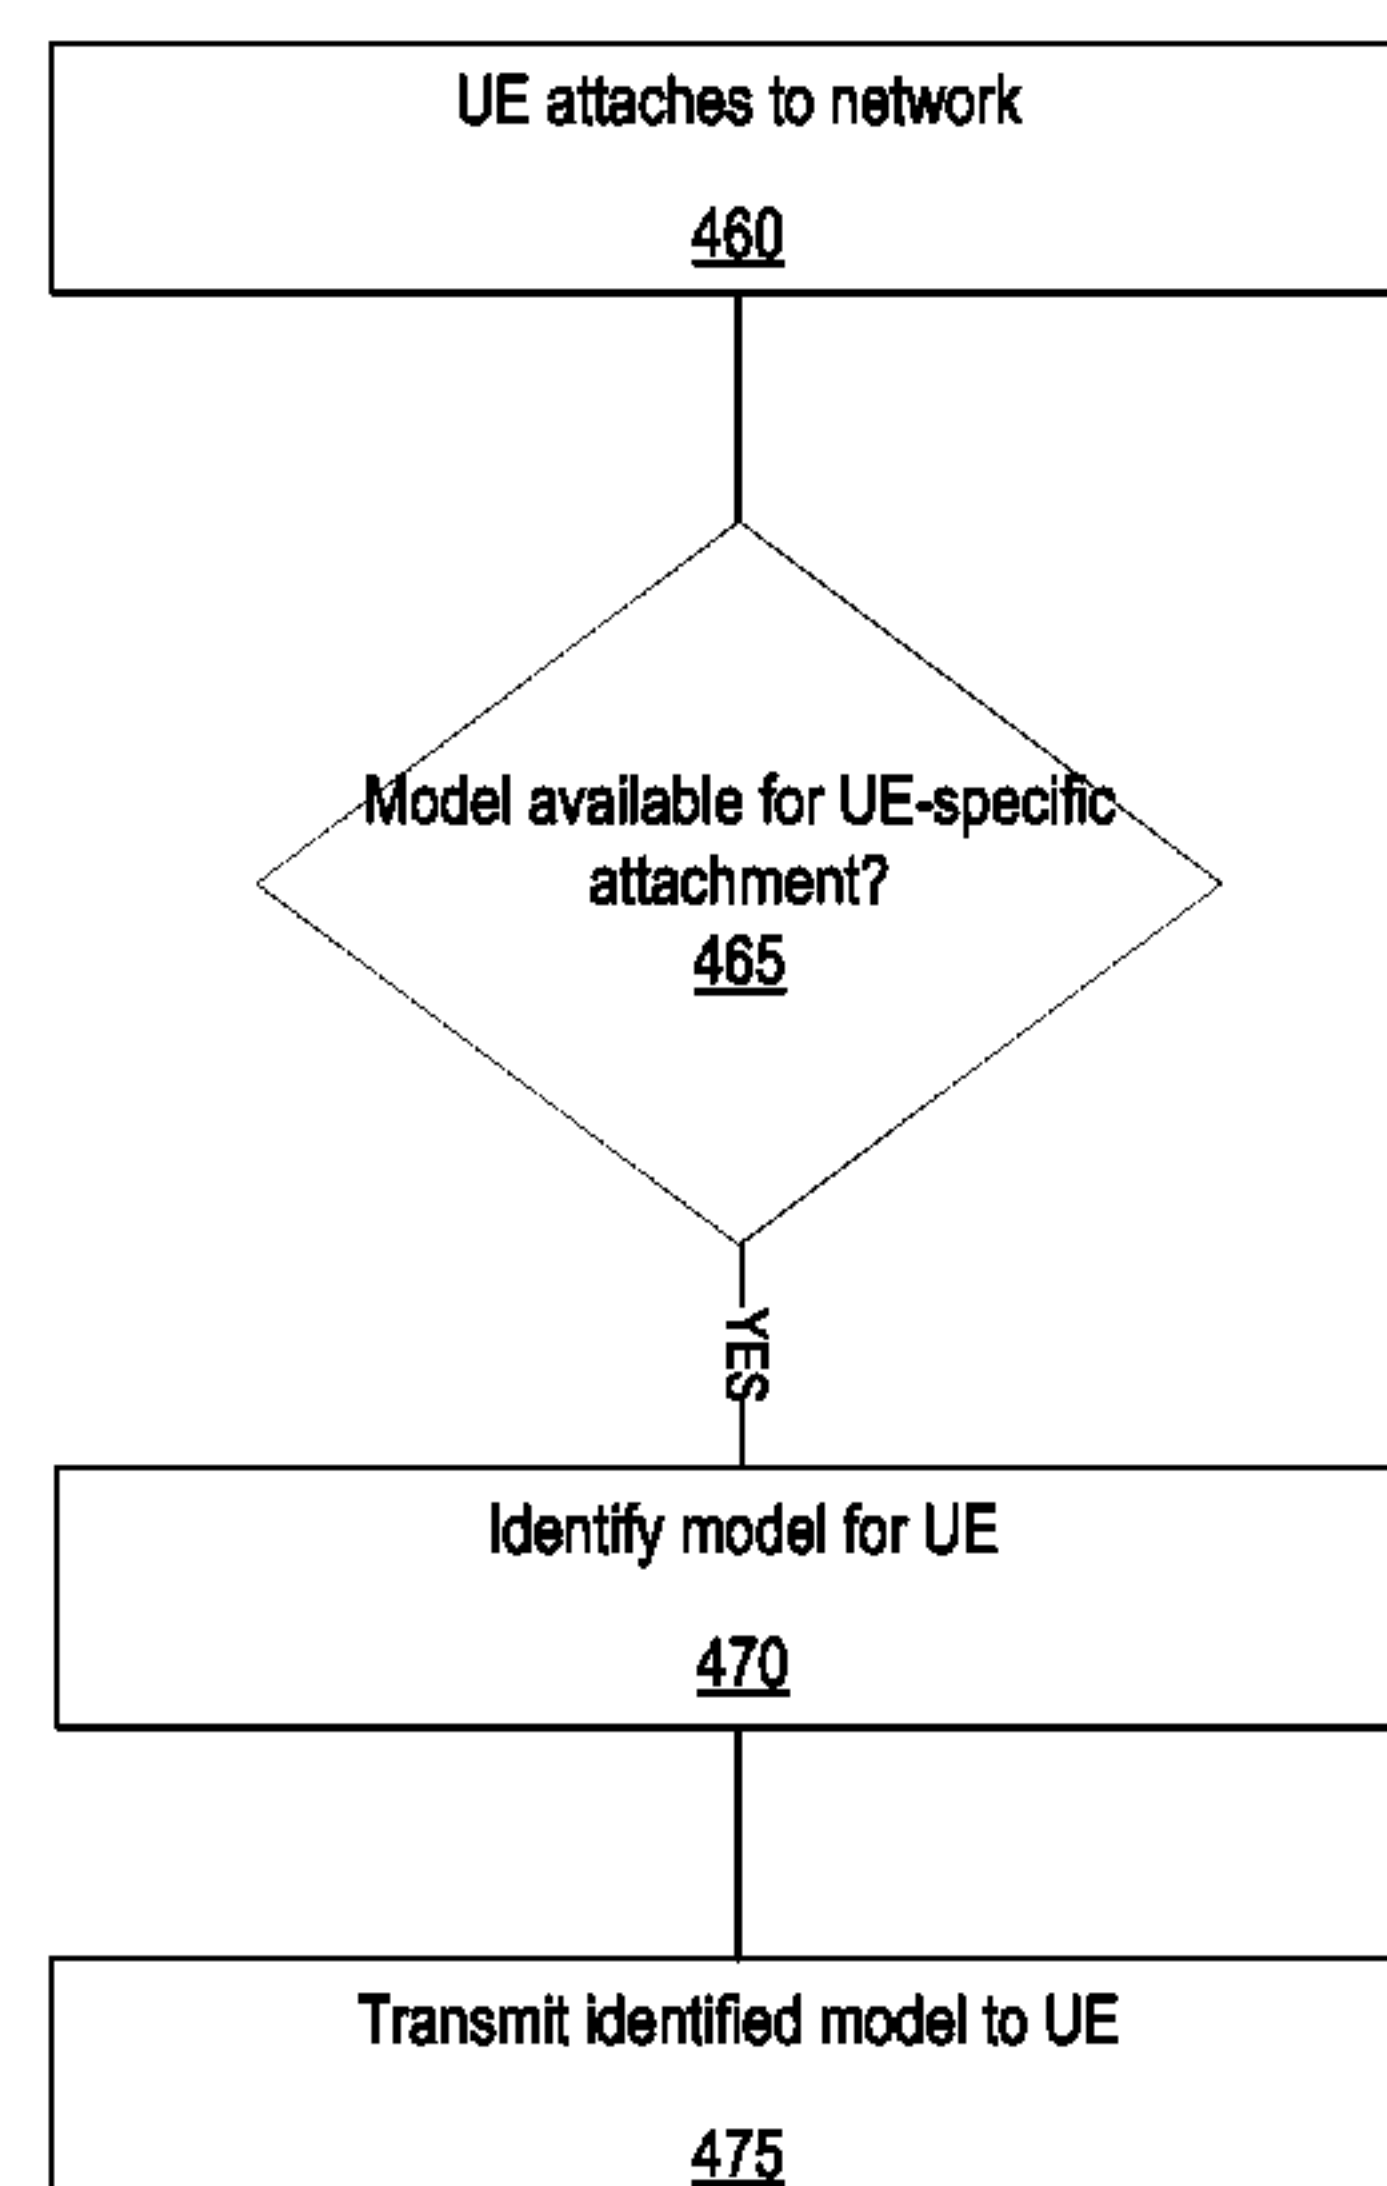 UE attaches to network
460
Model available for UE-specific
attachment?
465
YES
Identify model for UE
470
Transmit identified model to UE
475